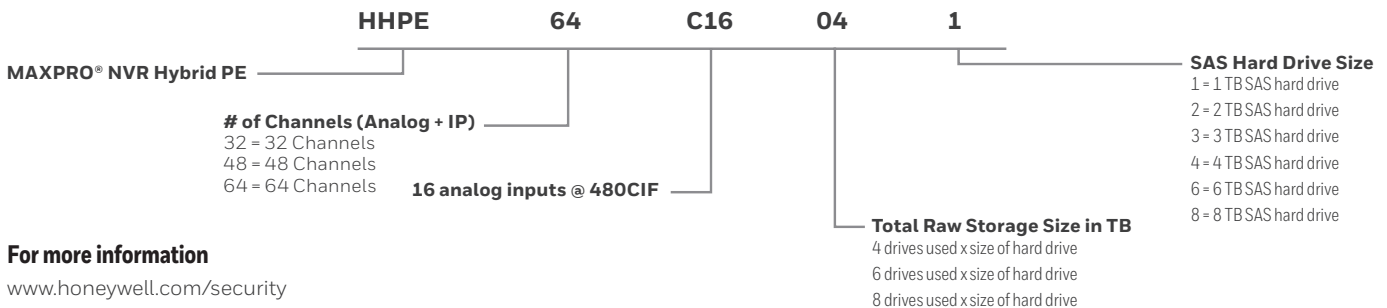 HHPE 64 C16 04 1
MAXPRO® NVR Hybrid PE
# of Channels (Analog + IP)
32 = 32 Channels
48 = 48 Channels
64 = 64 Channels
16 analog inputs @ 480CIF
Total Raw Storage Size in TB
4 drives used x size of hard drive
6 drives used x size of hard drive
8 drives used x size of hard drive
SAS Hard Drive Size
1 = 1 TB SAS hard drive
2 = 2 TB SAS hard drive
3 = 3 TB SAS hard drive
4 = 4 TB SAS hard drive
6 = 6 TB SAS hard drive
8 = 8 TB SAS hard drive
For more information
www.honeywell.com/security